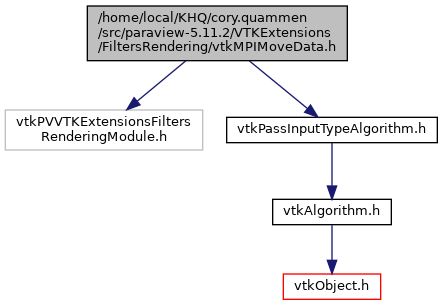 /home/local/KHQ/cory.quammen
/src/paraview-5.11.2/VTKExtensions
/FiltersRendering/vtkMPIMoveData.h
vtkPVVTKExtensionsFilters
RenderingModule.h
vtkPassInputTypeAlgorithm.h
vtkAlgorithm.h
vtkObject.h